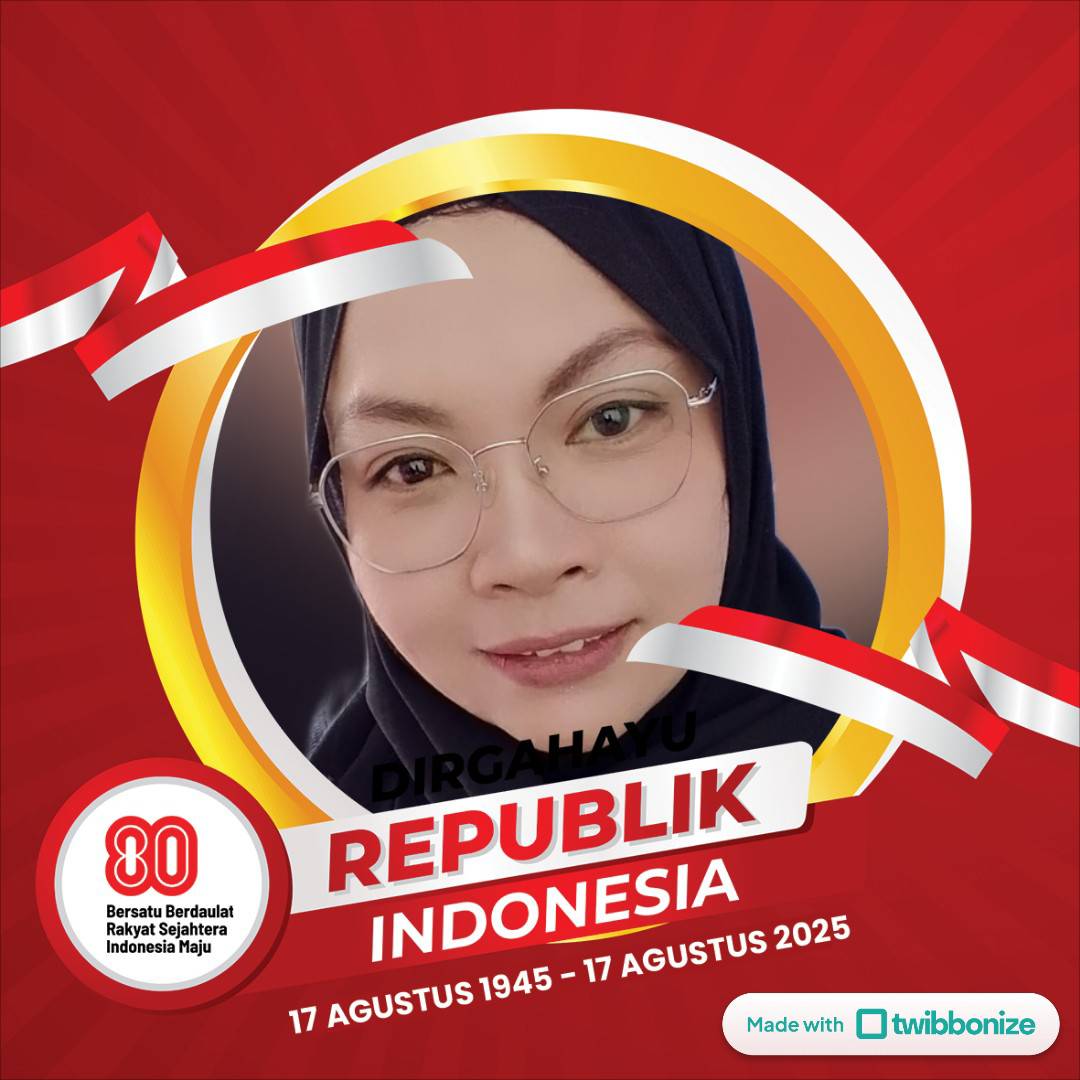 DIRGAHAYU
REPUBLIK
INDONESIA
17 AGUSTUS 1945 - 17 AGUSTUS 2025
80
Bersatu Berdaulat
Rakyat Sejahtera
Indonesia Maju
Made with twibbonize